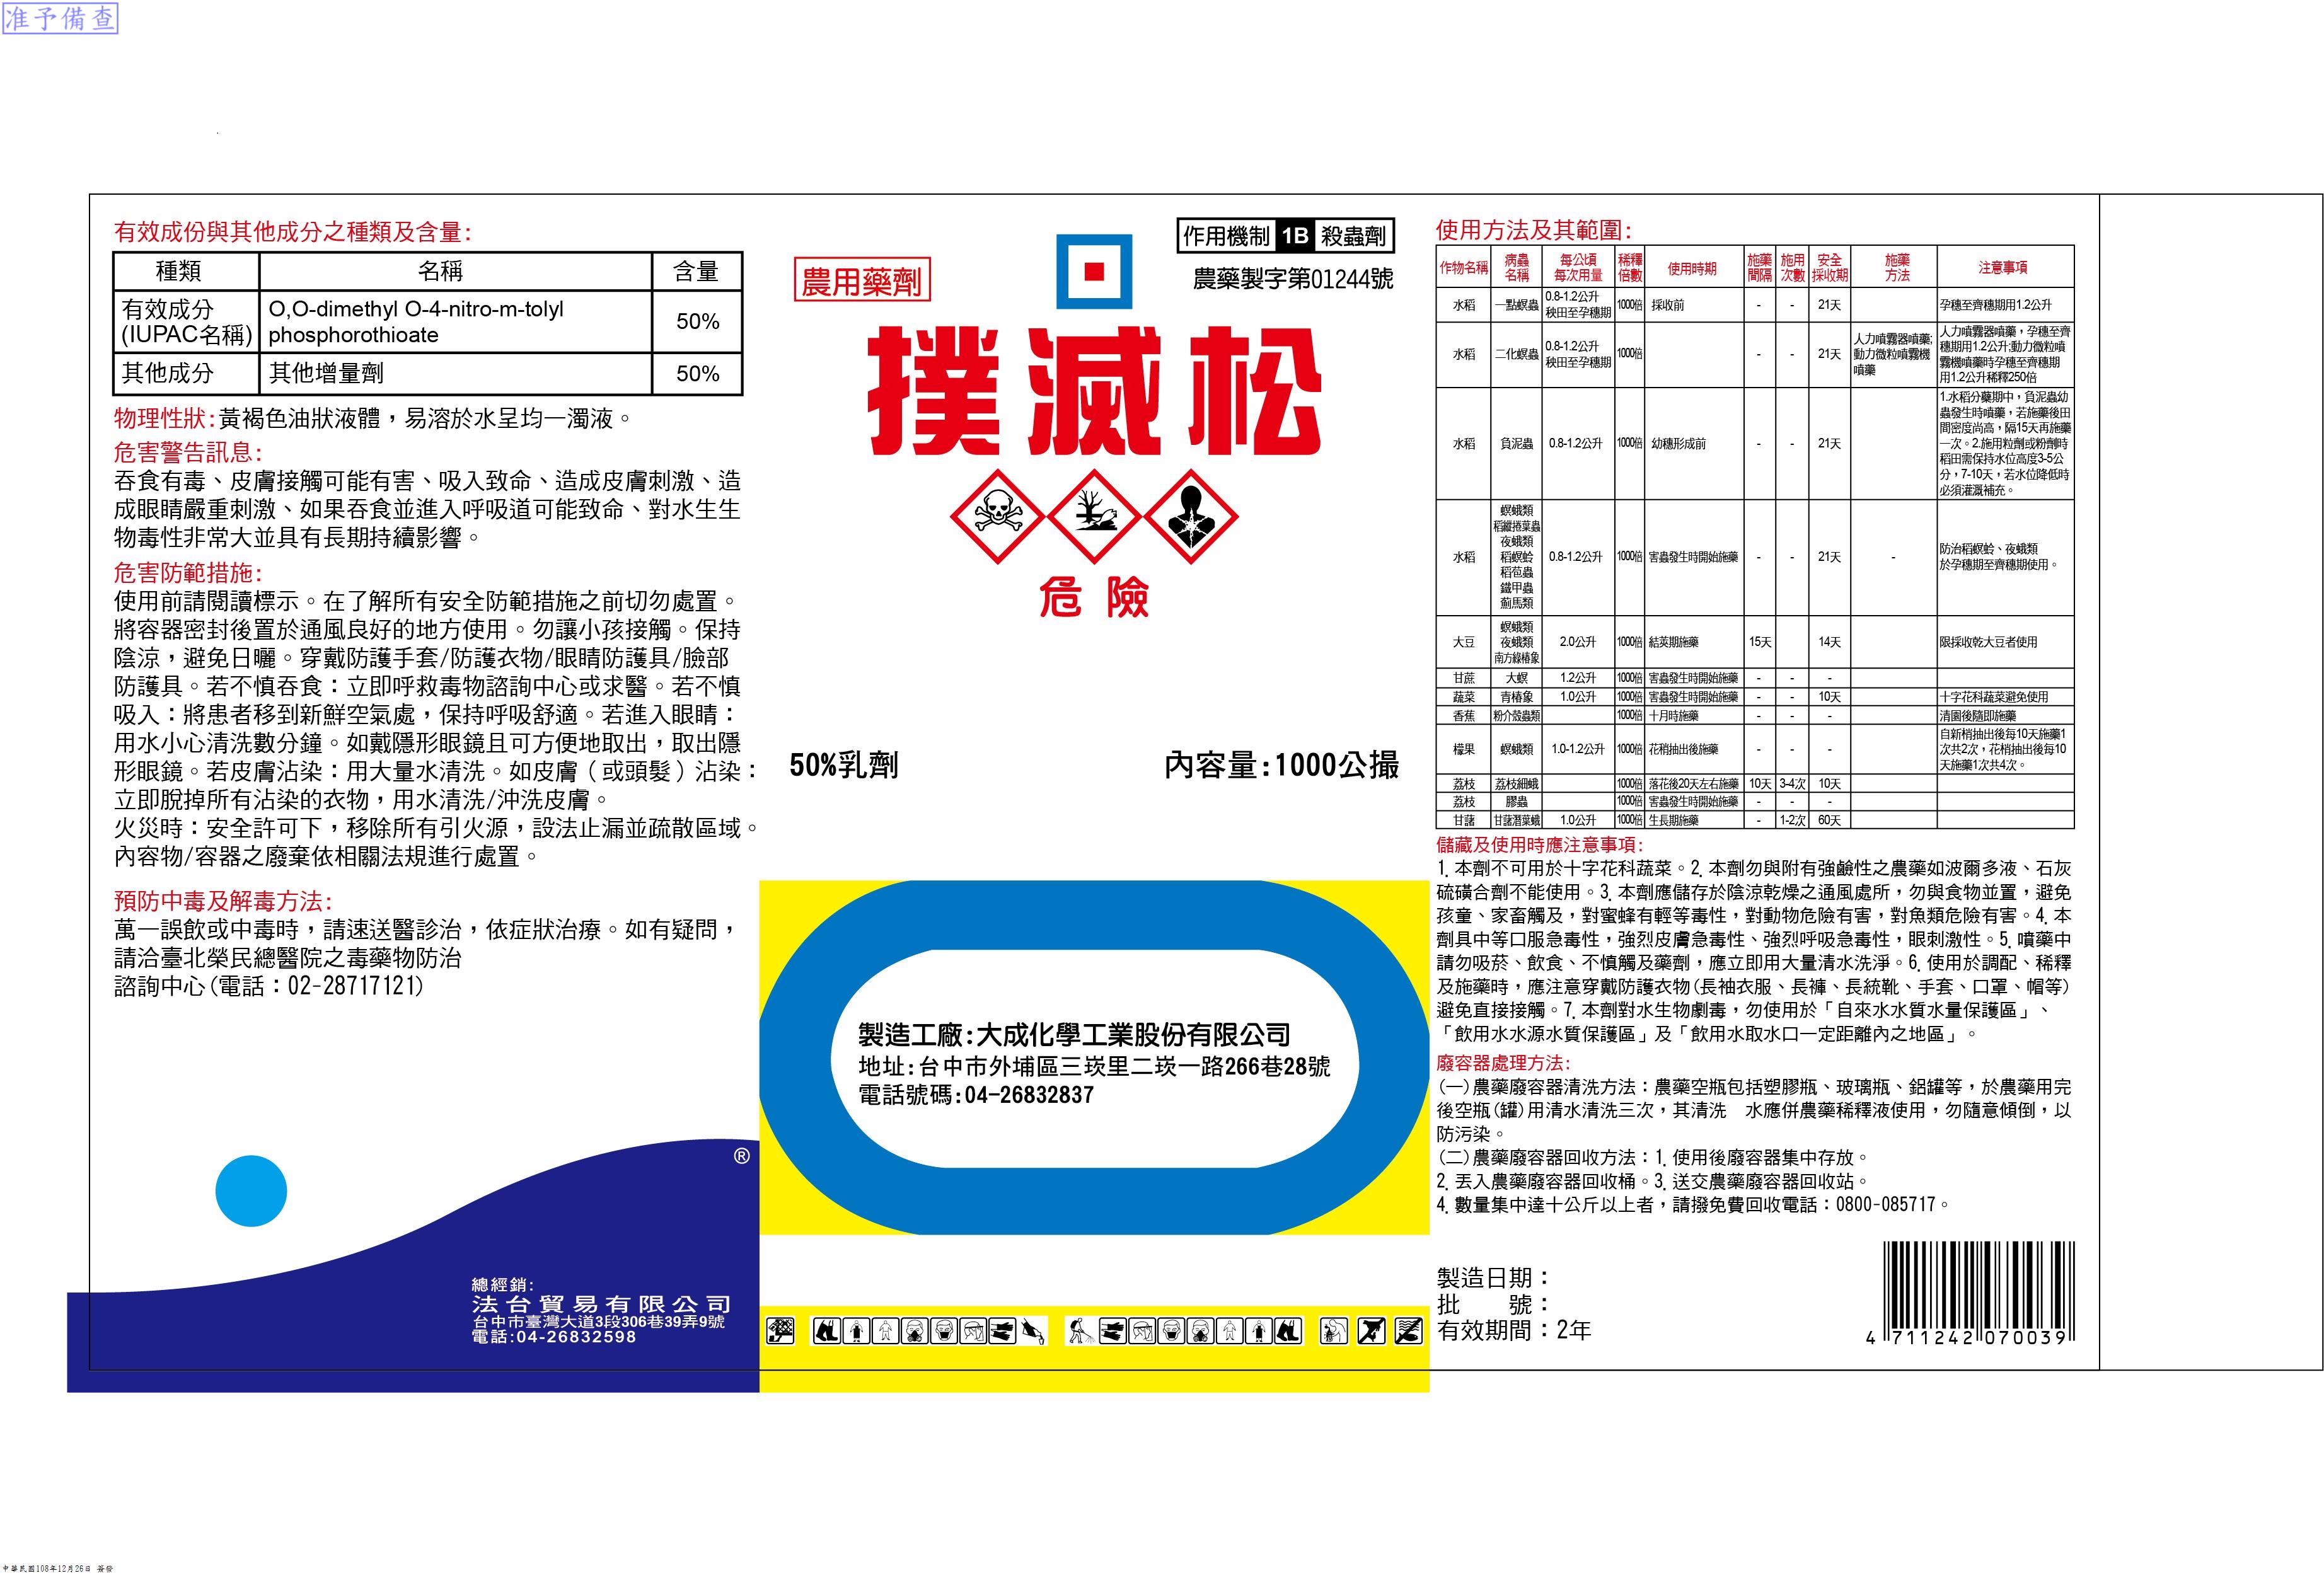 准予備查
有效成份與其他成分之種類及含量:
種類 名稱 含量
有效成分 O,O-dimethyl O-4-nitro-m-tolyl 50%
(IUPAC名稱) phosphorothioate
其他成分 其他增量劑 50%
物理性狀:黃褐色油狀液體，易溶於水呈均一濁液。
危害警告訊息:
吞食有毒、皮膚接觸可能有害、吸入致命、造成皮膚刺激、造
成眼睛嚴重刺激、如果吞食並進入呼吸道可能致命、對水生生
物毒性非常大並具有長期持續影響。
危害防範措施:
使用前請閱讀標示。在了解所有安全防範措施之前切勿處置。
將容器密封後置於通風良好的地方使用。勿讓小孩接觸。保持
陰涼，避免日曬。穿戴防護手套/防護衣物/眼睛防護具/臉部
防護具。若不慎吞食：立即呼救毒物諮詢中心或求醫。若不慎
吸入：將患者移到新鮮空氣處，保持呼吸舒適。若進入眼睛：
用水小心清洗數分鐘。如戴隱形眼鏡且可方便地取出，取出隱
形眼鏡。若皮膚沾染：用大量水清洗。如皮膚（或頭髮）沾染：
立即脫掉所有沾染的衣物，用水清洗/沖洗皮膚。
火災時：安全許可下，移除所有引火源，設法止漏並疏散區域。
內容物/容器之廢棄依相關法規進行處置。
預防中毒及解毒方法:
萬一誤飲或中毒時，請速送醫診治，依症狀治療。如有疑問，
請洽臺北榮民總醫院之毒藥物防治
諮詢中心(電話：02-28717121)
®
總經銷:
法台貿易有限公司
台中市臺灣大道3段306巷39弄9號
電話:04-26832598
作用機制 1B 殺蟲劑
農用藥劑
農藥製字第01244號
撲滅松
危險
50%乳劑
內容量:1000公撮
製造工廠:大成化學工業股份有限公司
地址:台中市外埔區三崁里二崁一路266巷28號
電話號碼:04-26832837
使用方法及其範圍:
作物名稱 病蟲名稱 每公頃每次用量 稀釋倍數 使用時期 施藥間隔 施用次數 安全採收期 施藥方法 注意事項
水稻 一點螟蟲 0.8-1.2公升秧田至孕穗期 1000倍 採收前 - - 21天 孕穗至齊穗期用1.2公升
水稻 二化螟蟲 0.8-1.2公升秧田至孕穗期 1000倍 - - 21天 人力噴霧器噴藥;動力微粒噴霧機噴藥 人力噴霧器噴藥，孕穗至齊穗期用1.2公升;動力微粒噴霧機噴藥時孕穗至齊穗期用1.2公升稀釋250倍
水稻 負泥蟲 0.8-1.2公升 1000倍 幼穗形成前 - - 21天 1.水稻分蘗期中，負泥蟲幼蟲發生時噴藥，若施藥後田間密度尚高，隔15天再施藥一次。2.施用粒劑或粉劑時稻田需保持水位高度3-5公分，7-10天，若水位降低時必須灌溉補充。
水稻 螟蛾類 稻縱捲葉蟲 夜蛾類 稻螟蛉 稻苞蟲 鐵甲蟲 薊馬類 0.8-1.2公升 1000倍 害蟲發生時開始施藥 - - 21天 - 防治稻螟蛉、夜蛾類於孕穗期至齊穗期使用。
大豆 螟蛾類 夜蛾類 南方綠椿象 2.0公升 1000倍 結莢期施藥 15天 14天 限採收乾大豆者使用
甘蔗 大螟 1.2公升 1000倍 害蟲發生時開始施藥 - - -
蔬菜 青椿象 1.0公升 1000倍 害蟲發生時開始施藥 - - 10天 十字花科蔬菜避免使用
香蕉 粉介殼蟲類 1000倍 十月時施藥 - - - 清園後隨即施藥
檬果 螟蛾類 1.0-1.2公升 1000倍 花梢抽出後施藥 - - - 自新梢抽出後每10天施藥1次共2次，花梢抽出後每10天施藥1次共4次。
荔枝 荔枝細蛾 1000倍 落花後20天左右施藥 10天 3-4次 10天
荔枝 膠蟲 1000倍 害蟲發生時開始施藥 - - -
甘藷 甘藷潛葉蛾 1.0公升 1000倍 生長期施藥 - 1-2次 60天
儲藏及使用時應注意事項:
1.本劑不可用於十字花科蔬菜。2.本劑勿與附有強鹼性之農藥如波爾多液、石灰
硫磺合劑不能使用。3.本劑應儲存於陰涼乾燥之通風處所，勿與食物並置，避免
孩童、家畜觸及，對蜜蜂有輕等毒性，對動物危險有害，對魚類危險有害。4.本
劑具中等口服急毒性，強烈皮膚急毒性、強烈呼吸急毒性，眼刺激性。5.噴藥中
請勿吸菸、飲食、不慎觸及藥劑，應立即用大量清水洗淨。6.使用於調配、稀釋
及施藥時，應注意穿戴防護衣物(長袖衣服、長褲、長統靴、手套、口罩、帽等)
避免直接接觸。7.本劑對水生物劇毒，勿使用於「自來水水質水量保護區」、
「飲用水水源水質保護區」及「飲用水取水口一定距離內之地區」。
廢容器處理方法:
(一)農藥廢容器清洗方法：農藥空瓶包括塑膠瓶、玻璃瓶、鋁罐等，於農藥用完
後空瓶(罐)用清水清洗三次，其清洗 水應併農藥稀釋液使用，勿隨意傾倒，以
防污染。
(二)農藥廢容器回收方法：1.使用後廢容器集中存放。
2.丟入農藥廢容器回收桶。3.送交農藥廢容器回收站。
4.數量集中達十公斤以上者，請撥免費回收電話：0800-085717。
製造日期：
批 號：
有效期間：2年
4 711242 070039
中華民國108年12月26日 簽發